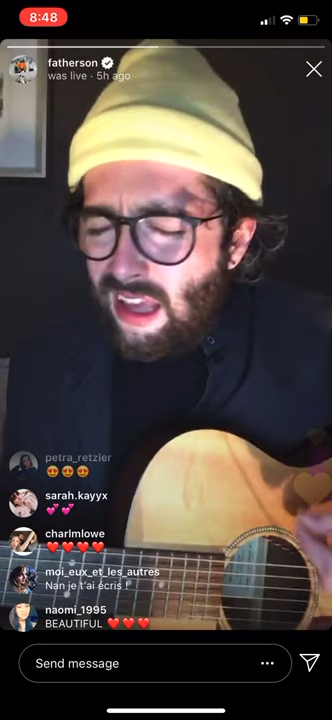 8:48
fatherson
was live · 5h ago
petra_retzler
😍😍😍
sarah.kayyx
💕💕
charlmlowe
❤️❤️❤️❤️
moi_eux_et_les_autres
Nan je t'ai écris !
naomi_1995
BEAUTIFUL ❤️❤️❤️
Send message